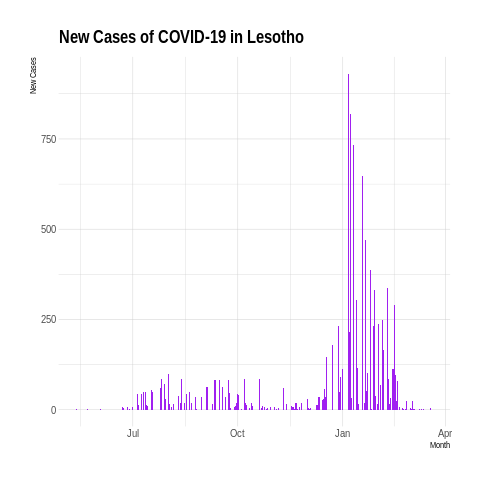 New Cases of COVID-19 in Lesotho
New Cases
750
500
250
0
Jul
Oct
Jan
Apr
Month